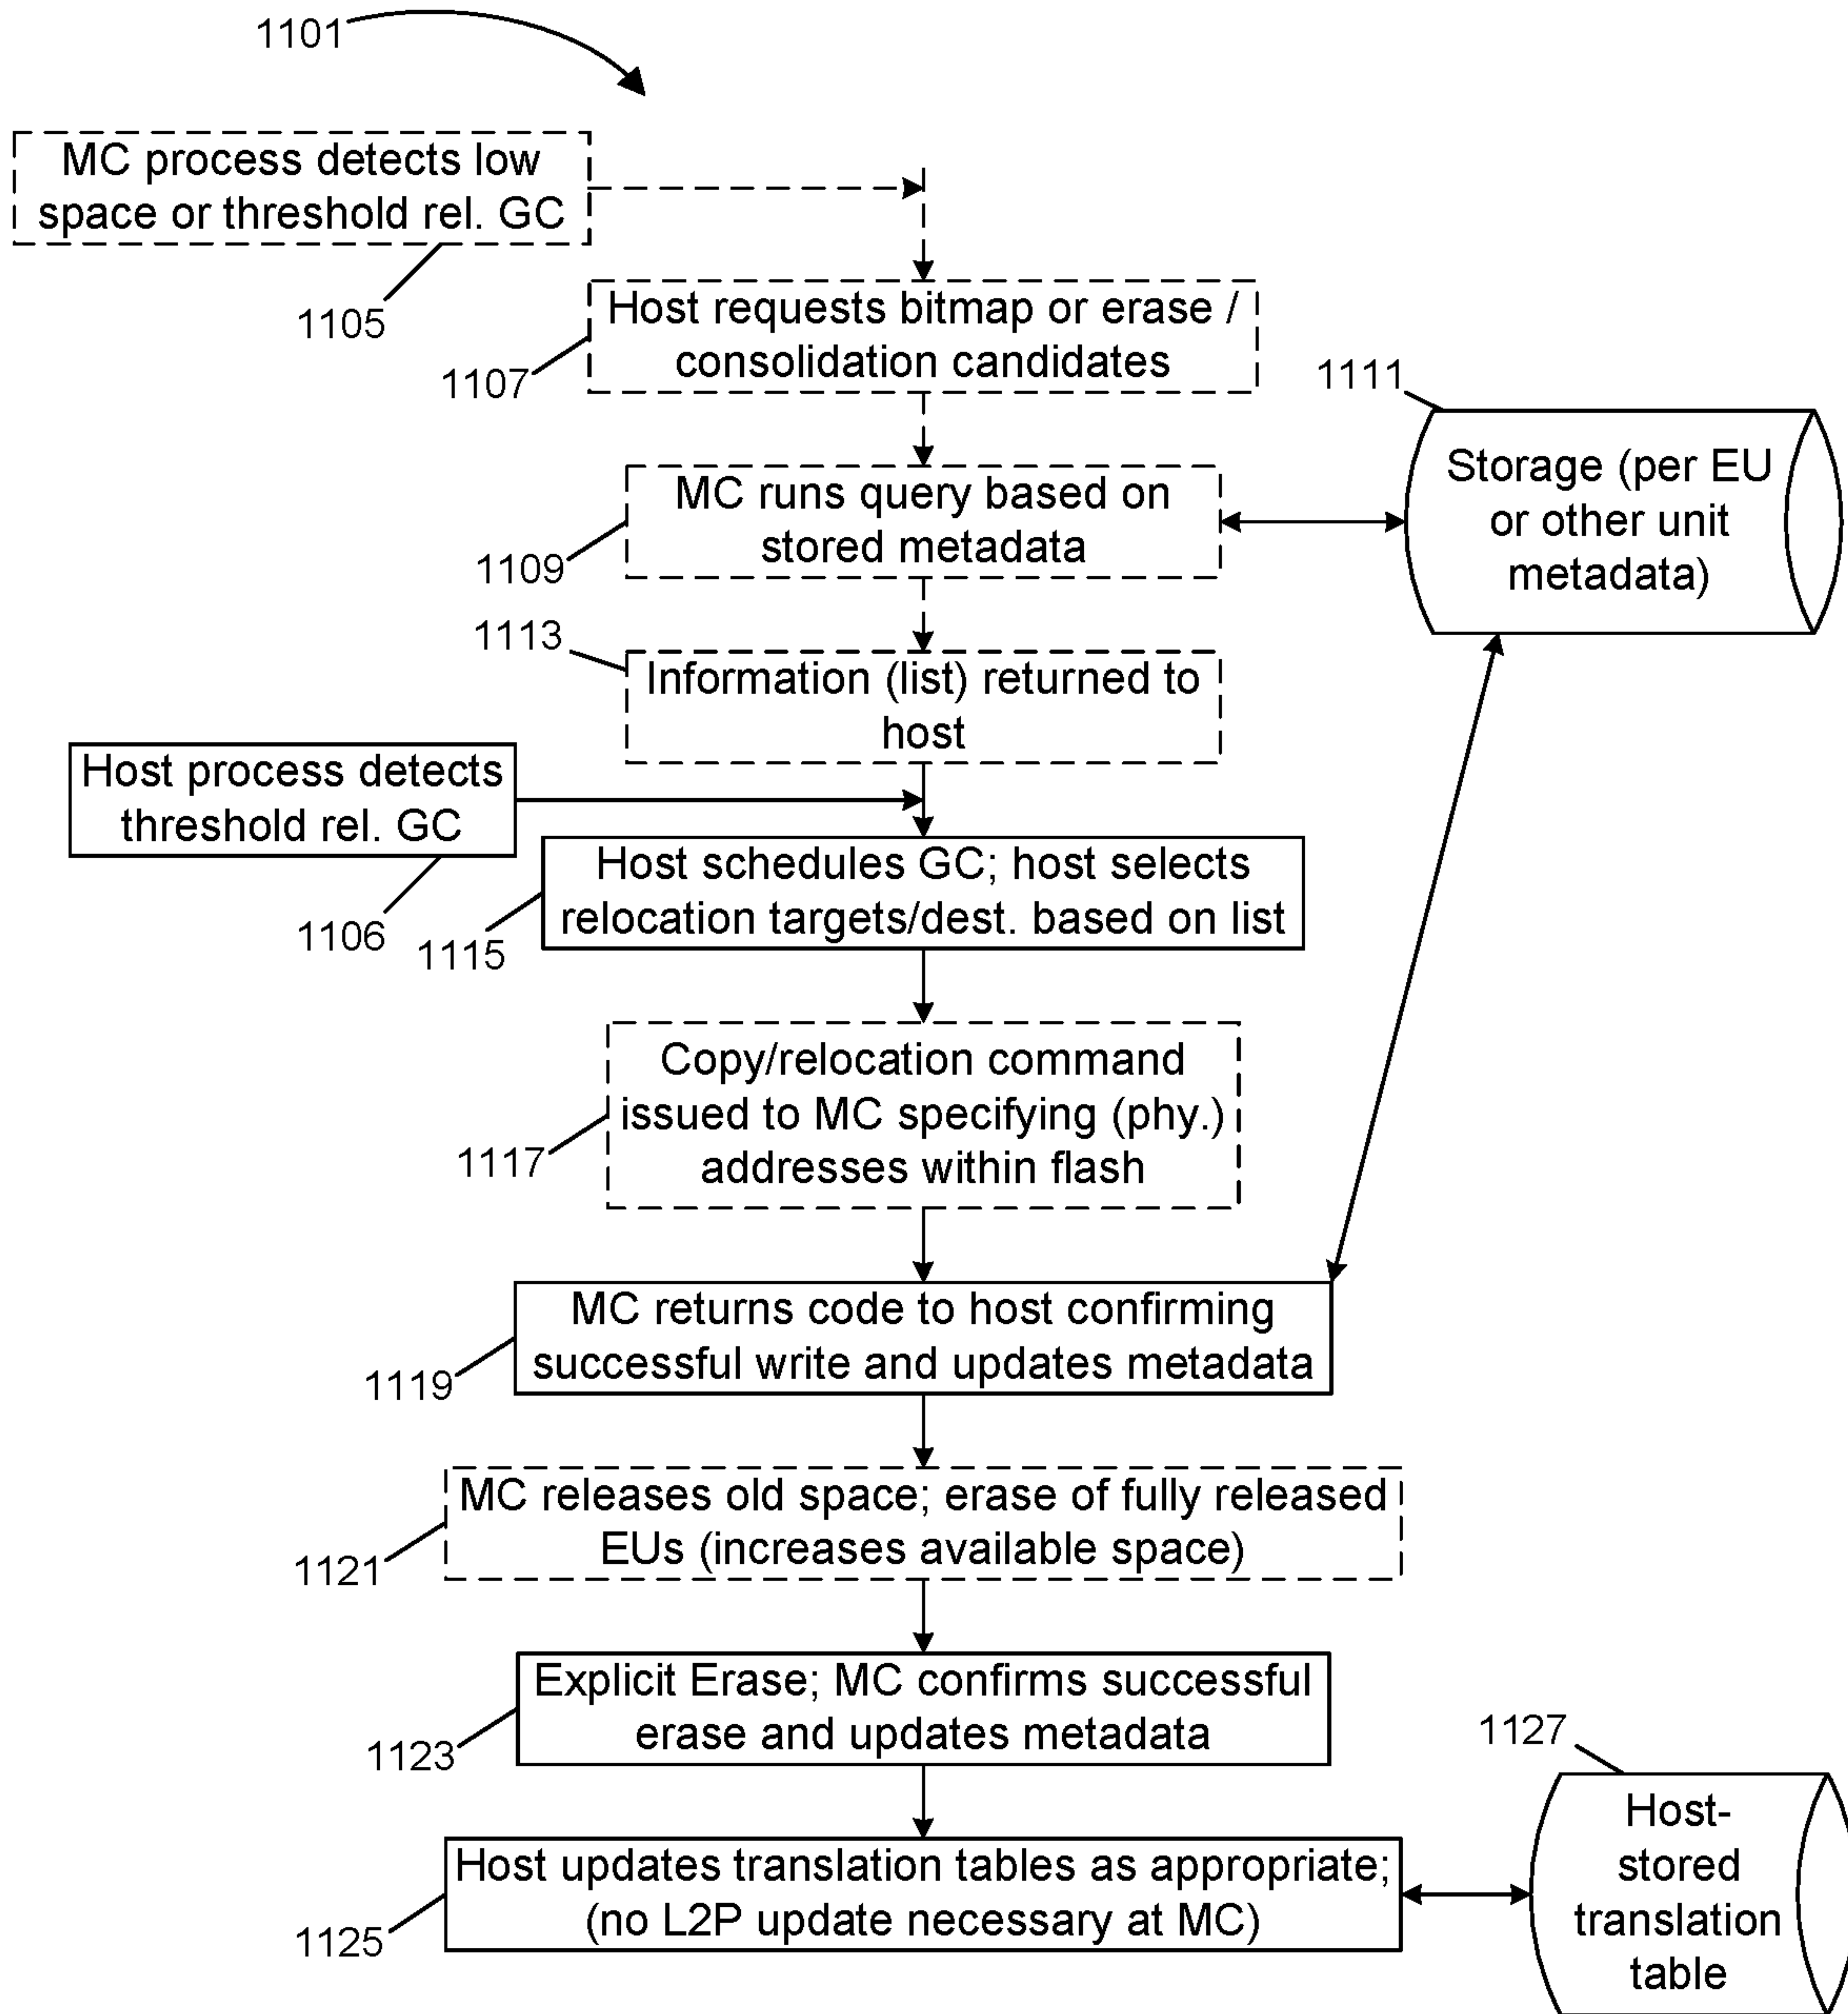 1101
MC process detects low
space or threshold rel. GC
1105
Host requests bitmap or erase /
consolidation candidates
1107
1111
MC runs query based on
stored metadata
1109
Storage (per EU
or other unit
metadata)
1113
Information (list) returned to
host
Host process detects
threshold rel. GC
1106
Host schedules GC; host selects
relocation targets/dest. based on list
1115
Copy/relocation command
issued to MC specifying (phy.)
addresses within flash
1117
MC returns code to host confirming
successful write and updates metadata
1119
MC releases old space; erase of fully released
EUs (increases available space)
1121
Explicit Erase; MC confirms successful
erase and updates metadata
1123
1127
Host updates translation tables as appropriate;
(no L2P update necessary at MC)
1125
Host-
stored
translation
table